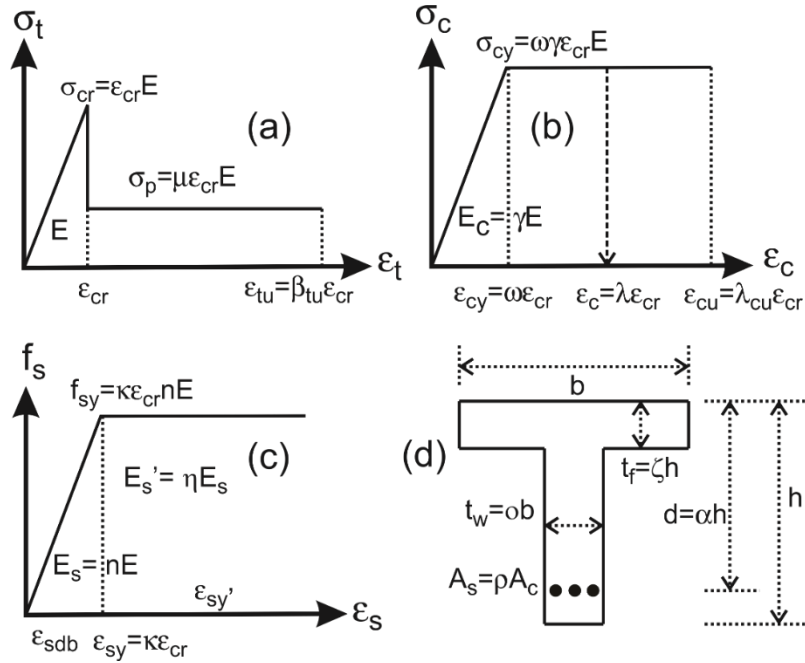 σt
σcr=εcrE
(a)
σp=μεcrE
E
εt
εcr
εtu=βtuεcr
σc
σcy=ωγεcrE
(b)
Ec= γE
εc
εcy=ωεcr
εc=λεcr
εcu=λcuεcr
fs
fsy=κεcrnE
(c)
Es'= ηEs
Es= nE
εsy'
εs
εsdb
εsy=κεcr
b
(d)
tf=ζh
h
tw=ob
d=αh
As=ρAc